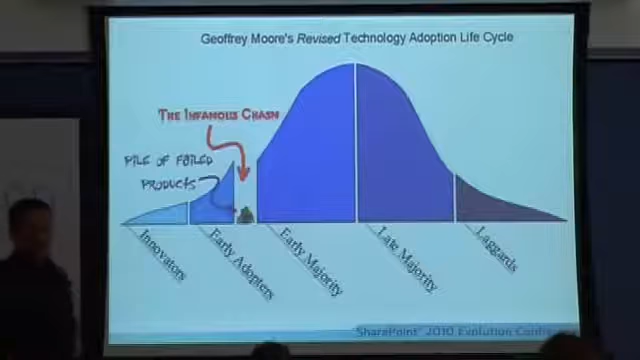 Geoffrey Moore's Revised Technology Adoption Life Cycle
THE INFAMOUS CHASM
PILE OF FAILED
PRODUCTS
Innovators
Early Adopters
Early Majority
Late Majority
Laggards
SharePoint 2010 Evolution